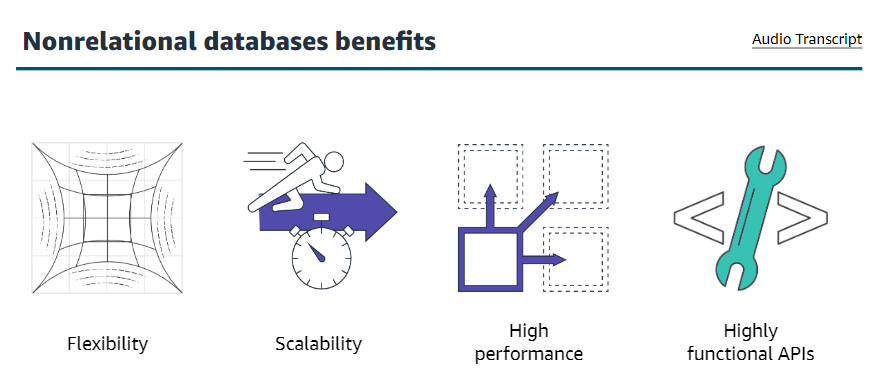 Nonrelational databases benefits
Audio Transcript
Flexibility
Scalability
High
performance
Highly
functional APIs